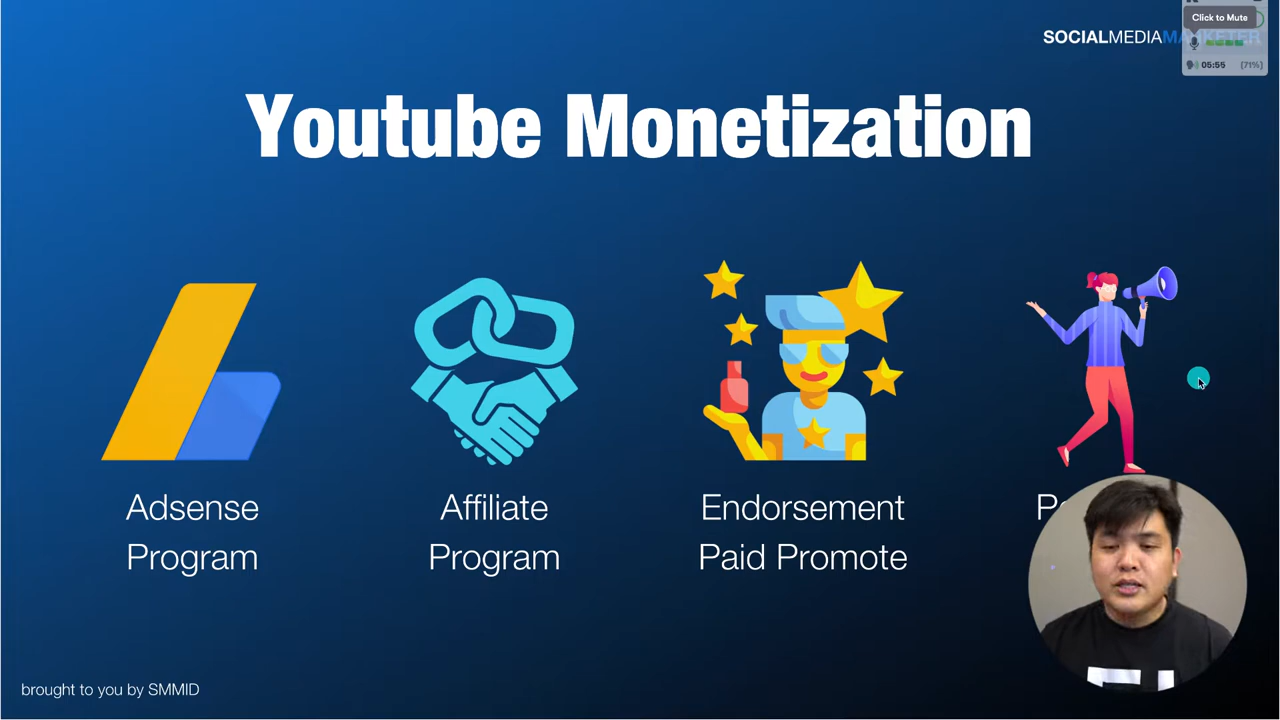 Click to Mute
SOCIALMEDIAMARKETER
05:55 (71%)
Youtube Monetization
Adsense
Program
Affiliate
Program
Endorsement
Paid Promote
brought to you by SMMID